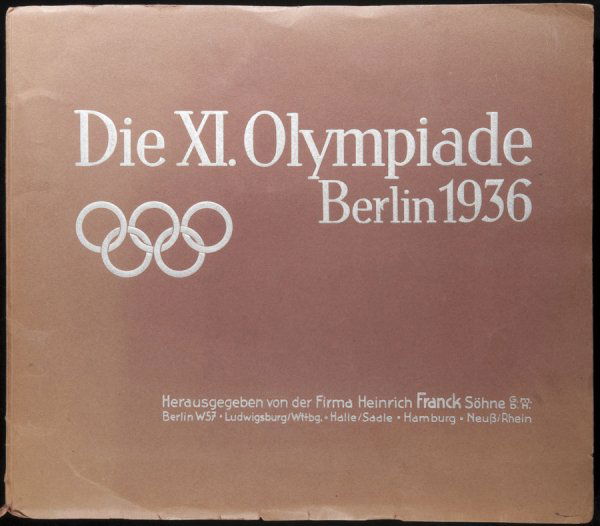 Die XI. Olympiade
Berlin 1936
Herausgegeben von der Firma Heinrich Franck Söhne G.m.b.H.
Berlin W57 • Ludwigsburg/Wttbg. • Halle/Saale • Hamburg • Neuß/Rhein